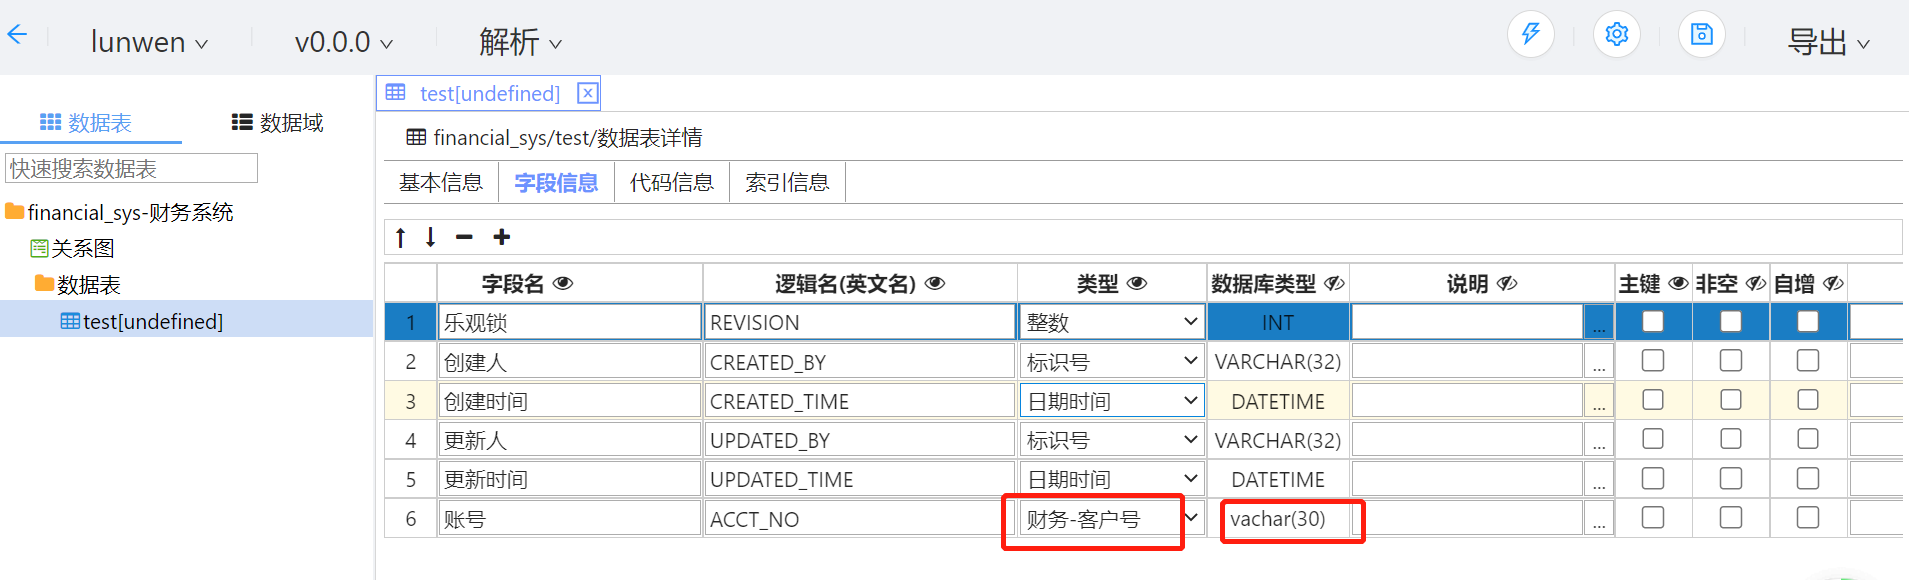 lunwen v0.0.0 解析 导出
数据表 数据域
快速搜索数据表
financial_sys-财务系统
关系图
数据表
test[undefined]
test[undefined]
financial_sys/test/数据表详情
基本信息 字段信息 代码信息 索引信息
字段名 逻辑名(英文名) 类型 数据库类型 说明 主键 非空 自增
1 乐观锁 REVISION 整数 INT ...
2 创建人 CREATED_BY 标识号 VARCHAR(32) ...
3 创建时间 CREATED_TIME 日期时间 DATETIME ...
4 更新人 UPDATED_BY 标识号 VARCHAR(32) ...
5 更新时间 UPDATED_TIME 日期时间 DATETIME ...
6 账号 ACCT_NO 财务-客户号 vachar(30) ...